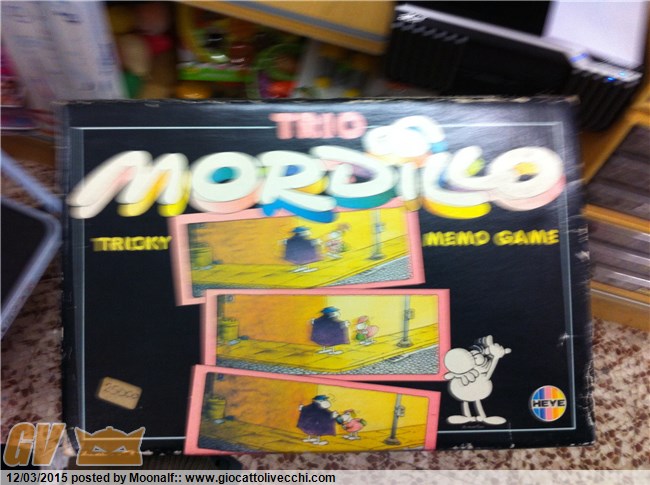 TRIO
MORDILLO
TRICKY MEMO GAME
HEYE
GV
12/03/2015 posted by Moonalf:: www.giocattolivecchi.com